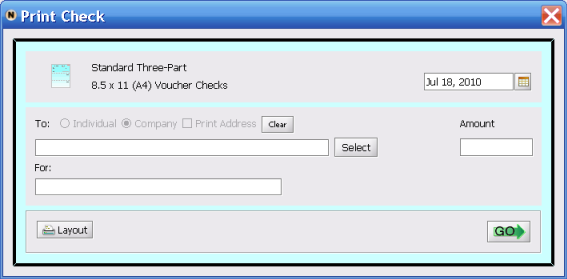 Print Check
Standard Three-Part
8.5 x 11 (A4) Voucher Checks
Jul 18, 2010
To: Individual Company Print Address Clear
Amount
Select
For:
Layout
GO